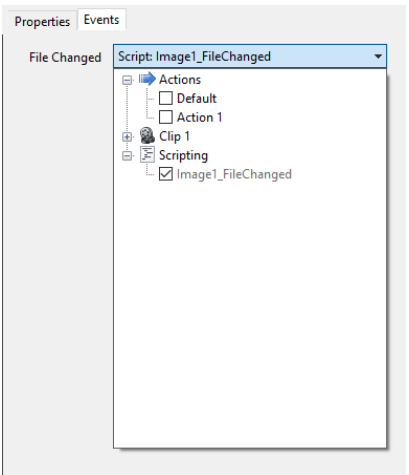 Properties Events
File Changed Script: Image1_FileChanged
Actions
Default
Action 1
Clip 1
Scripting
Image1_FileChanged